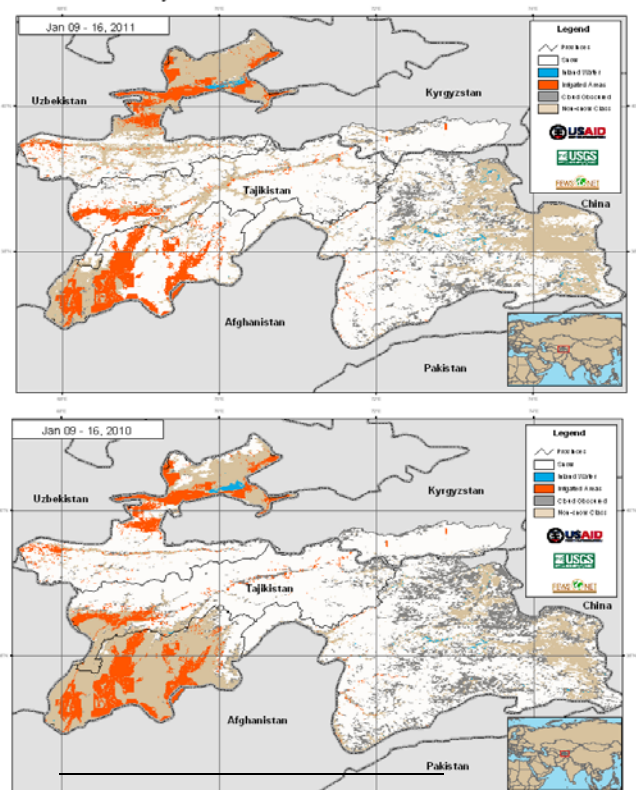 Jan 09 - 16, 2011
Legend
Provinces
Snow
Inland Water
Irrigated Areas
Cloud Obscured
Non-snow Class
USAID
USGS
FEWS NET
Uzbekistan
Kyrgyzstan
Tajikistan
China
Afghanistan
Pakistan
Jan 09 - 16, 2010
Legend
Provinces
Snow
Inland Water
Irrigated Areas
Cloud Obscured
Non-snow Class
USAID
USGS
FEWS NET
Uzbekistan
Kyrgyzstan
Tajikistan
China
Afghanistan
Pakistan